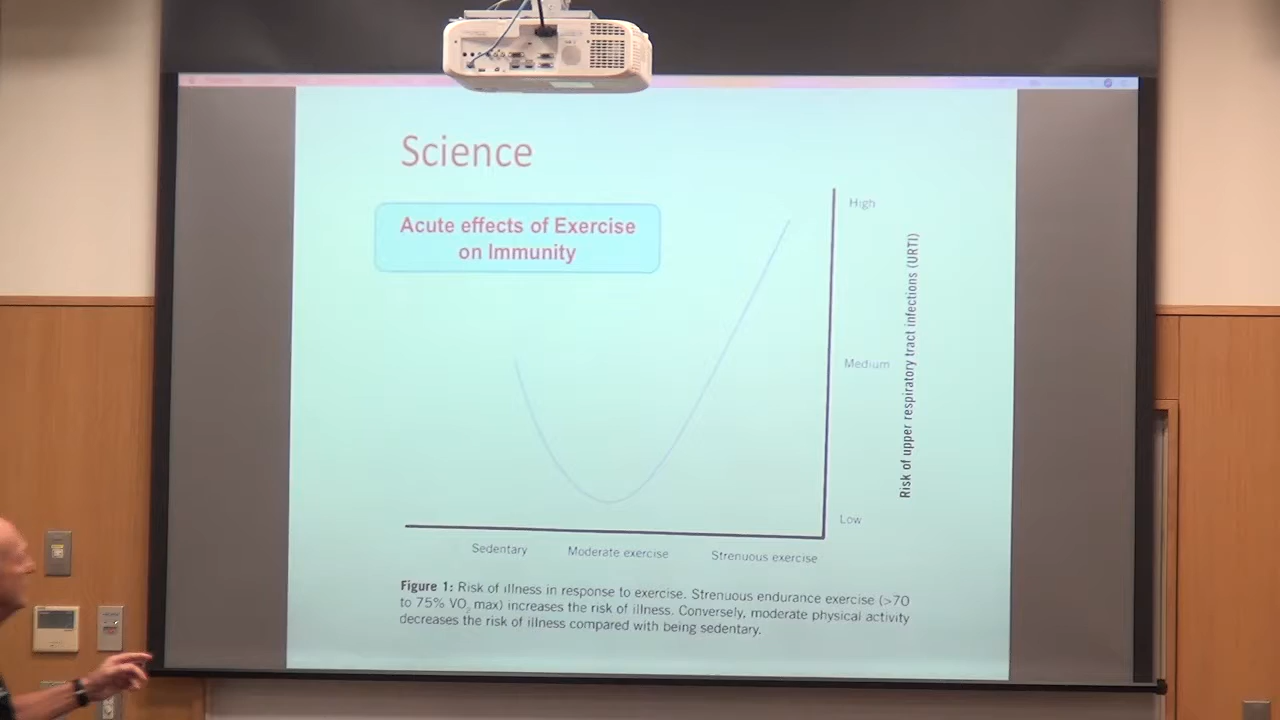 Science
Acute effects of Exercise
on Immunity
High
Medium
Low
Risk of upper respiratory tract infections (URTI)
Sedentary
Moderate exercise
Strenuous exercise
Figure 1: Risk of illness in response to exercise. Strenuous endurance exercise (>70
to 75% VO2 max) increases the risk of illness. Conversely, moderate physical activity
decreases the risk of illness compared with being sedentary.